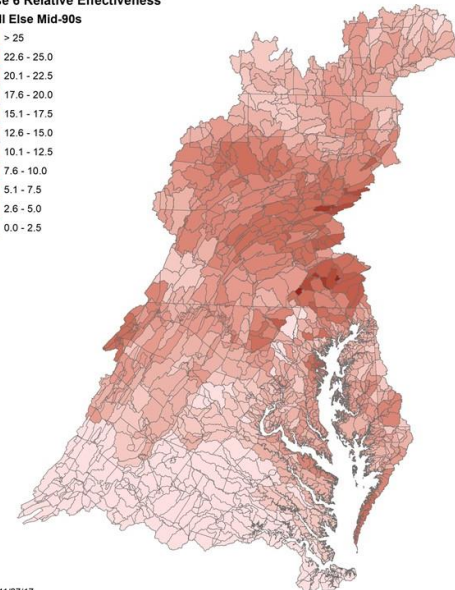 e 6 Relative Effectiveness
ll Else Mid-90s
> 25
22.6 - 25.0
20.1 - 22.5
17.6 - 20.0
15.1 - 17.5
12.6 - 15.0
10.1 - 12.5
7.6 - 10.0
5.1 - 7.5
2.6 - 5.0
0.0 - 2.5